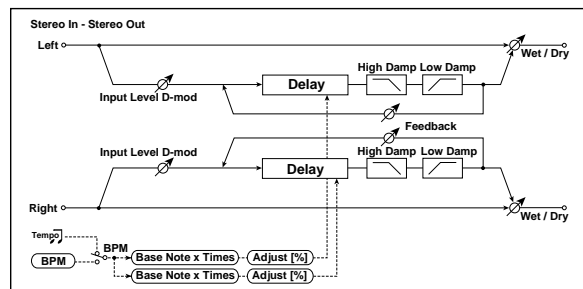 Stereo In - Stereo Out
Left
Wet / Dry
High Damp Low Damp
Delay
Input Level D-mod
Feedback
Input Level D-mod
High Damp Low Damp
Delay
Right
Wet / Dry
Tempo
BPM
BPM
Base Note x Times
Adjust [%]
Base Note x Times
Adjust [%]